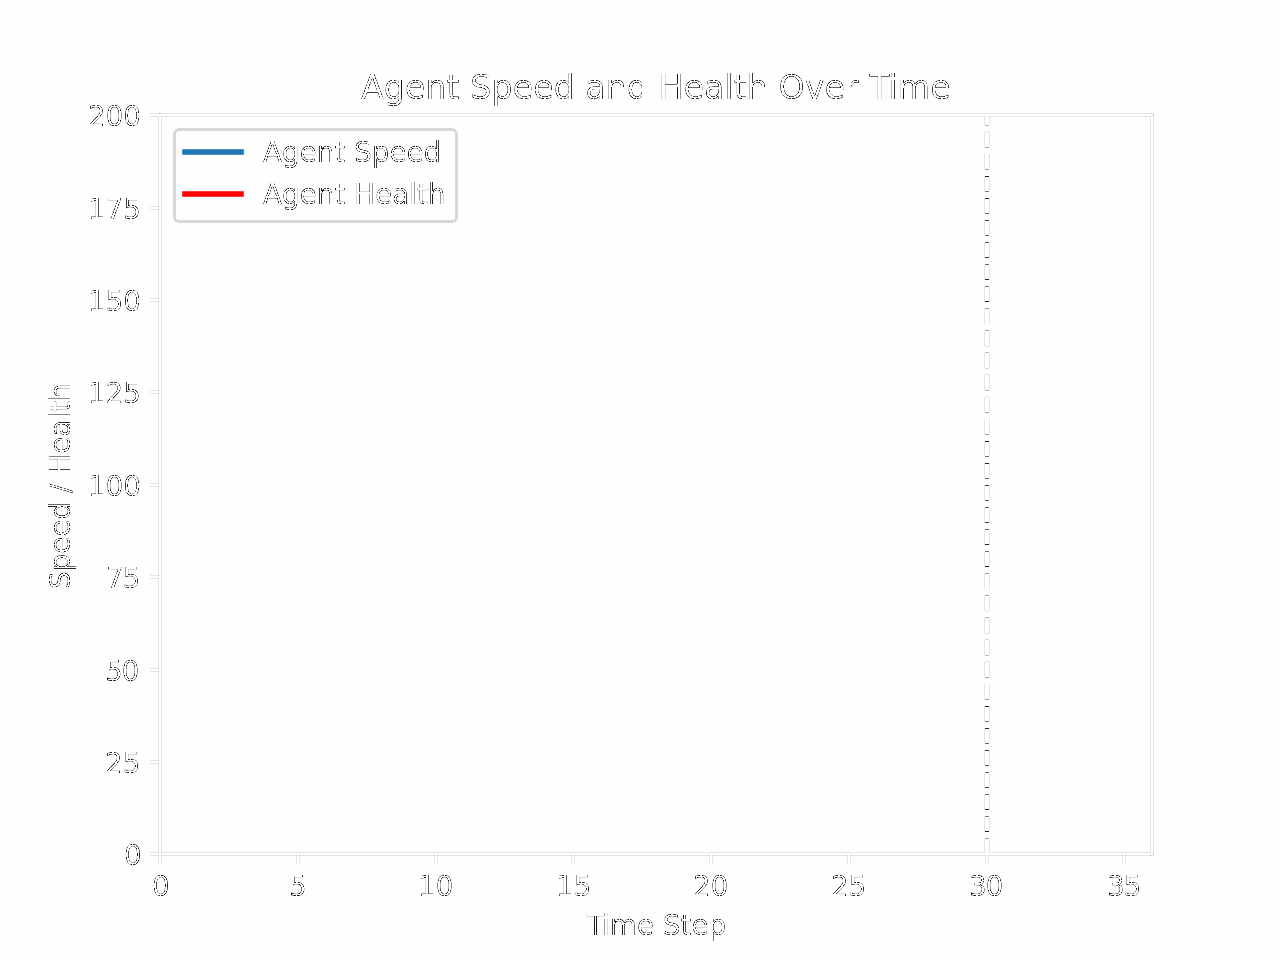 Agent Speed and Health Over Time
Agent Speed
Agent Health
200
175
150
125
100
75
50
25
0
Speed / Health
0 5 10 15 20 25 30 35
Time Step